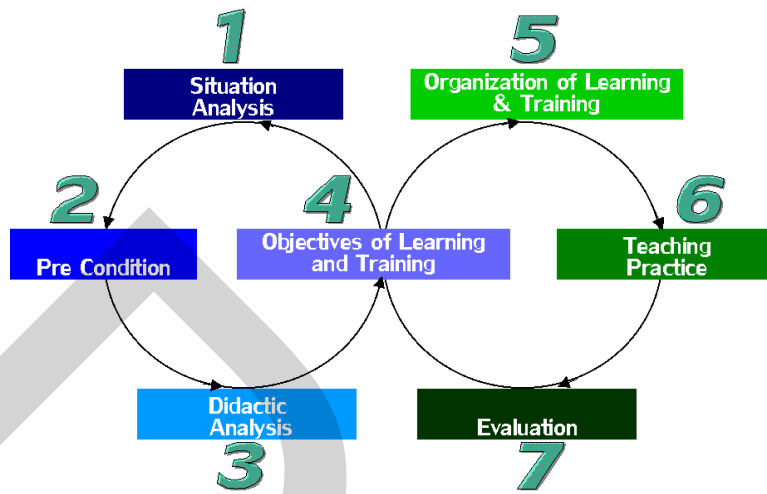 1
Situation
Analysis
2
Pre Condition
3
Didactic
Analysis
4
Objectives of Learning
and Training
5
Organization of Learning
& Training
6
Teaching
Practice
7
Evaluation